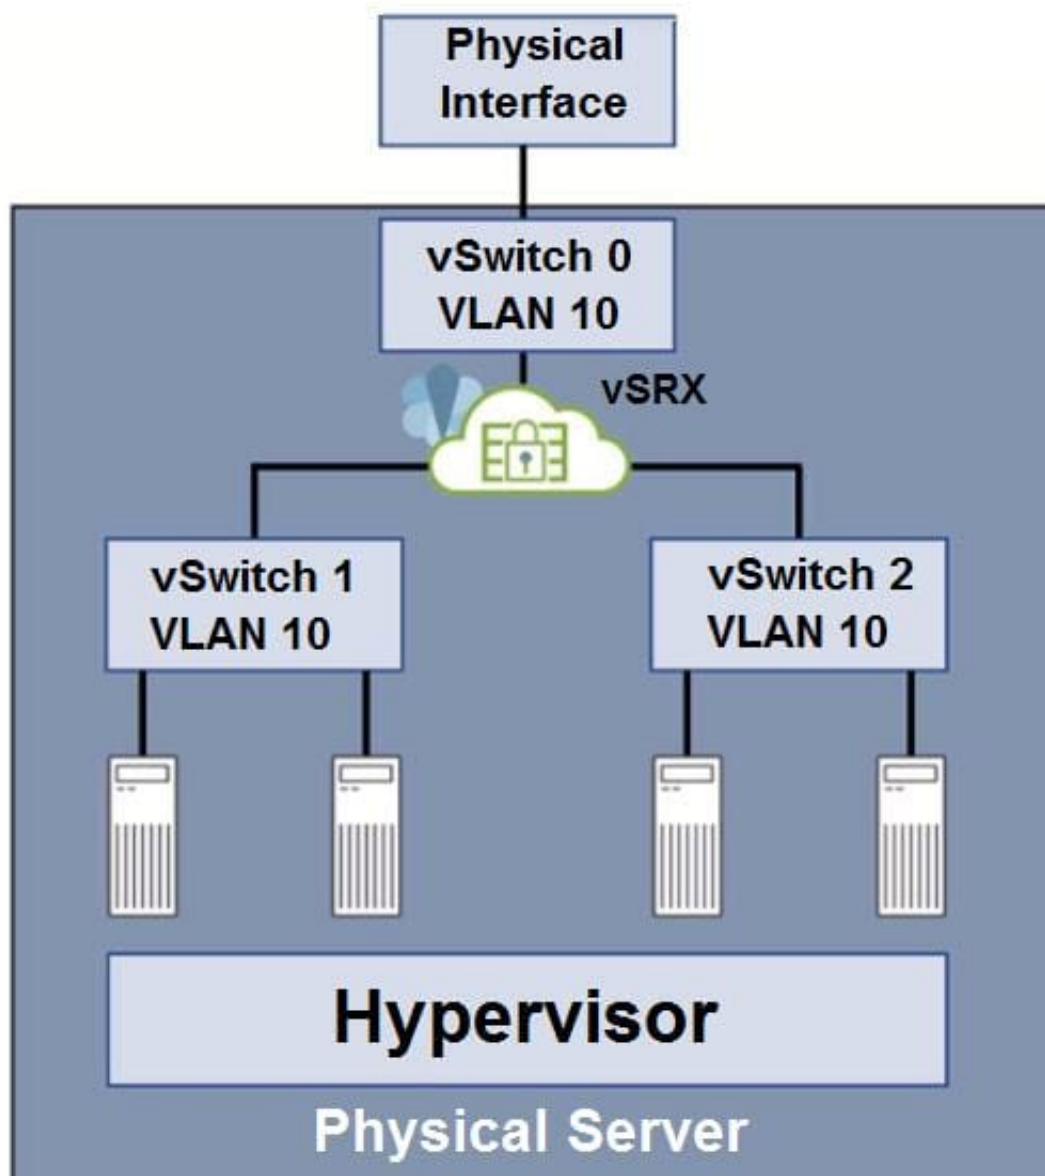 Physical
Interface
vSwitch 0
VLAN 10
vSRX
vSwitch 1
VLAN 10
vSwitch 2
VLAN 10
Hypervisor
Physical Server